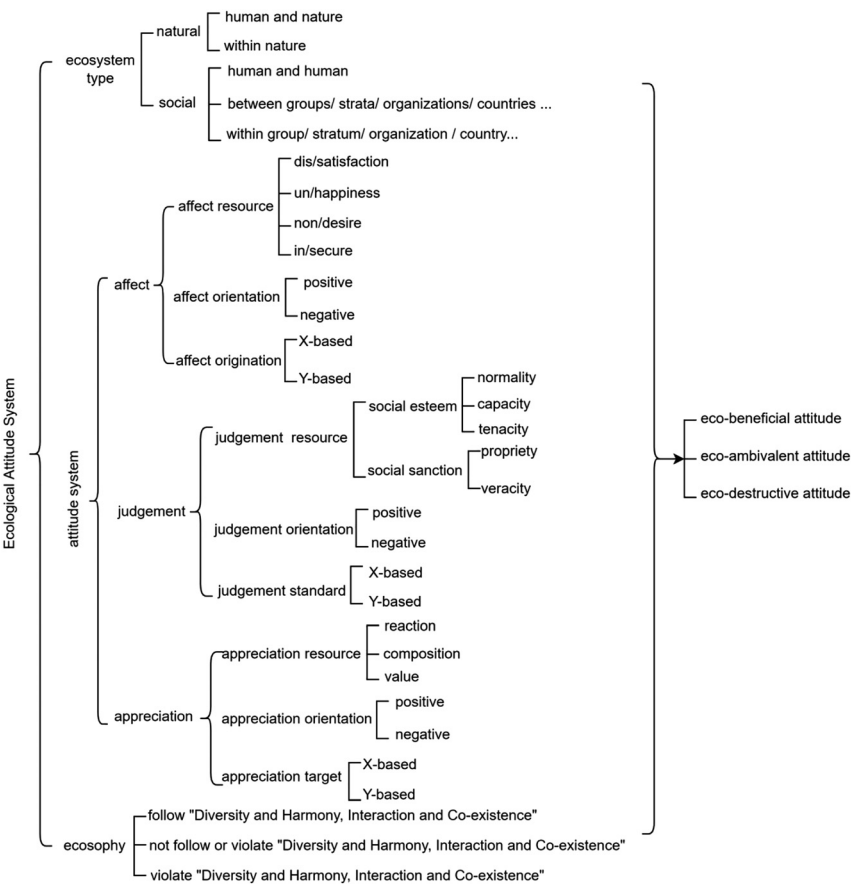 human and nature
natural
within nature
ecosystem
type
human and human
social
between groups/ strata/ organizations/ countries ...
within group/ stratum/ organization / country...
dis/satisfaction
un/happiness
affect resource
non/desire
in/secure
affect
positive
affect orientation
negative
X-based
affect origination
Y-based
Ecological Attitude System
attitude system
normality
social esteem
capacity
tenacity
judgement resource
propriety
social sanction
veracity
judgement
positive
judgement orientation
negative
X-based
judgement standard
Y-based
reaction
appreciation resource
composition
value
appreciation
positive
appreciation orientation
negative
X-based
appreciation target
Y-based
follow "Diversity and Harmony, Interaction and Co-existence"
ecosophy
not follow or violate "Diversity and Harmony, Interaction and Co-existence"
violate "Diversity and Harmony, Interaction and Co-existence"
eco-beneficial attitude
eco-ambivalent attitude
eco-destructive attitude